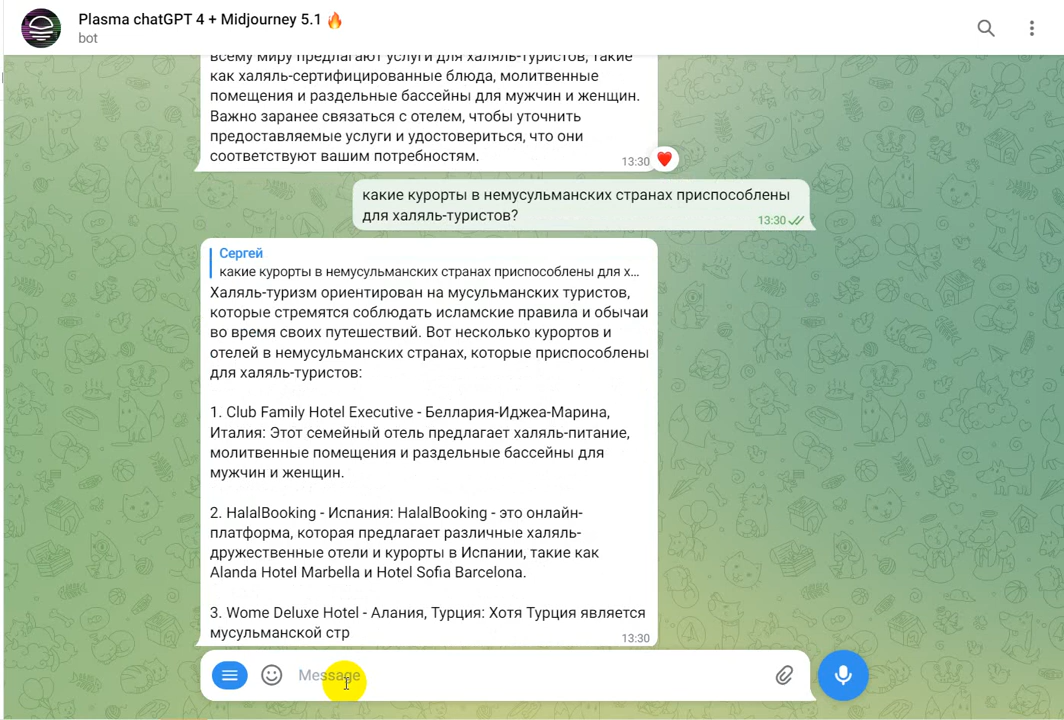 Plasma chatGPT 4 + Midjourney 5.1 🔥
bot
всему миру предлагают услуги для халяль-туристов, такие
как халяль-сертифицированные блюда, молитвенные
помещения и раздельные бассейны для мужчин и женщин.
Важно заранее связаться с отелем, чтобы уточнить
предоставляемые услуги и удостовериться, что они
соответствуют вашим потребностям.
13:30
какие курорты в немусульманских странах приспособлены
для халяль-туристов?
13:30
Сергей
какие курорты в немусульманских странах приспособлены для х...
Халяль-туризм ориентирован на мусульманских туристов,
которые стремятся соблюдать исламские правила и обычаи
во время своих путешествий. Вот несколько курортов и
отелей в немусульманских странах, которые приспособлены
для халяль-туристов:
1. Club Family Hotel Executive - Беллария-Иджеа-Марина,
Италия: Этот семейный отель предлагает халяль-питание,
молитвенные помещения и раздельные бассейны для
мужчин и женщин.
2. HalalBooking - Испания: HalalBooking - это онлайн-
платформа, которая предлагает различные халяль-
дружественные отели и курорты в Испании, такие как
Alanda Hotel Marbella и Hotel Sofia Barcelona.
3. Wome Deluxe Hotel - Алания, Турция: Хотя Турция является
мусульманской стр
13:30
Message